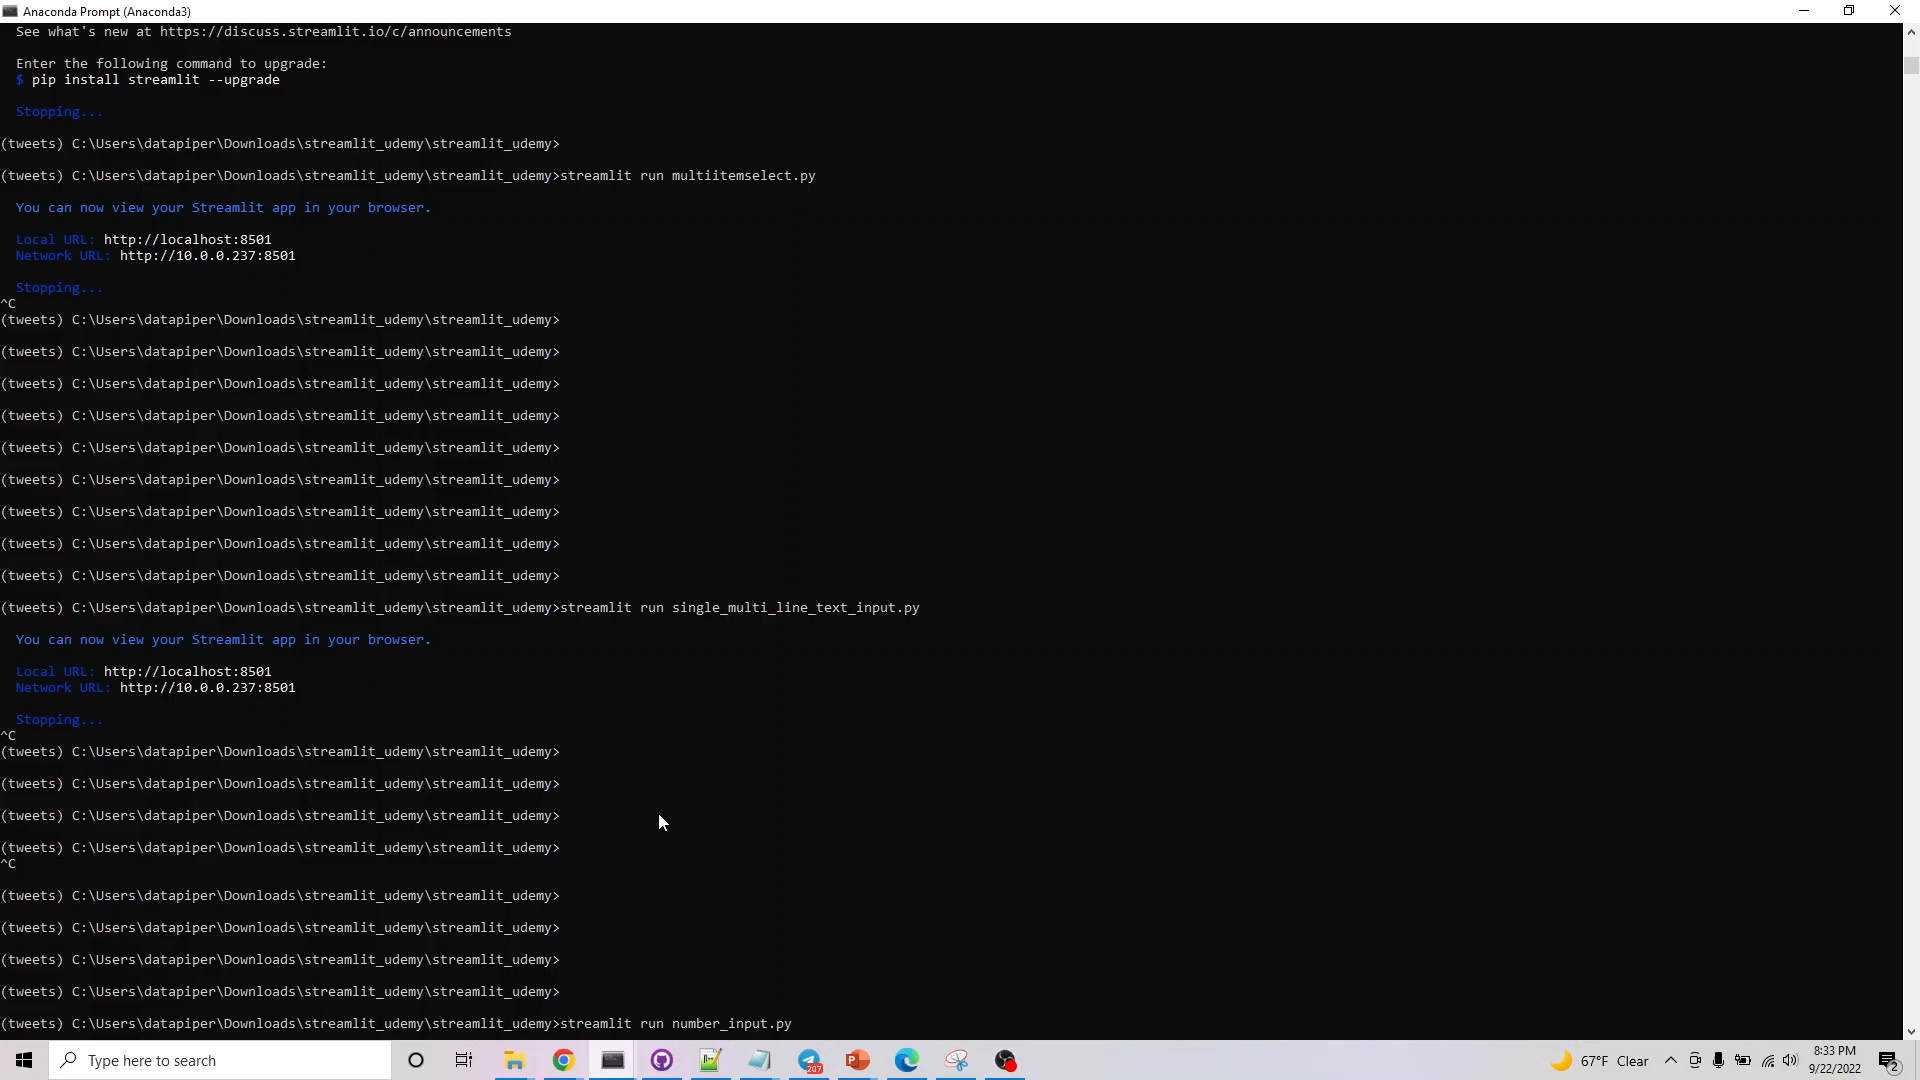 Anaconda Prompt (Anaconda3)
See what's new at https://discuss.streamlit.io/c/announcements
Enter the following command to upgrade:
$ pip install streamlit --upgrade
Stopping...
(tweets) C:\Users\datapiper\Downloads\streamlit_udemy\streamlit_udemy>
(tweets) C:\Users\datapiper\Downloads\streamlit_udemy\streamlit_udemy>streamlit run multiitemselect.py
You can now view your Streamlit app in your browser.
Local URL: http://localhost:8501
Network URL: http://10.0.0.237:8501
Stopping...
^C
(tweets) C:\Users\datapiper\Downloads\streamlit_udemy\streamlit_udemy>
(tweets) C:\Users\datapiper\Downloads\streamlit_udemy\streamlit_udemy>
(tweets) C:\Users\datapiper\Downloads\streamlit_udemy\streamlit_udemy>
(tweets) C:\Users\datapiper\Downloads\streamlit_udemy\streamlit_udemy>
(tweets) C:\Users\datapiper\Downloads\streamlit_udemy\streamlit_udemy>
(tweets) C:\Users\datapiper\Downloads\streamlit_udemy\streamlit_udemy>
(tweets) C:\Users\datapiper\Downloads\streamlit_udemy\streamlit_udemy>
(tweets) C:\Users\datapiper\Downloads\streamlit_udemy\streamlit_udemy>
(tweets) C:\Users\datapiper\Downloads\streamlit_udemy\streamlit_udemy>
(tweets) C:\Users\datapiper\Downloads\streamlit_udemy\streamlit_udemy>streamlit run single_multi_line_text_input.py
You can now view your Streamlit app in your browser.
Local URL: http://localhost:8501
Network URL: http://10.0.0.237:8501
Stopping...
^C
(tweets) C:\Users\datapiper\Downloads\streamlit_udemy\streamlit_udemy>
(tweets) C:\Users\datapiper\Downloads\streamlit_udemy\streamlit_udemy>
(tweets) C:\Users\datapiper\Downloads\streamlit_udemy\streamlit_udemy>
(tweets) C:\Users\datapiper\Downloads\streamlit_udemy\streamlit_udemy>
^C
(tweets) C:\Users\datapiper\Downloads\streamlit_udemy\streamlit_udemy>
(tweets) C:\Users\datapiper\Downloads\streamlit_udemy\streamlit_udemy>
(tweets) C:\Users\datapiper\Downloads\streamlit_udemy\streamlit_udemy>
(tweets) C:\Users\datapiper\Downloads\streamlit_udemy\streamlit_udemy>
(tweets) C:\Users\datapiper\Downloads\streamlit_udemy\streamlit_udemy>streamlit run number_input.py
Type here to search
207
67°F Clear
8:33 PM
9/22/2022
2